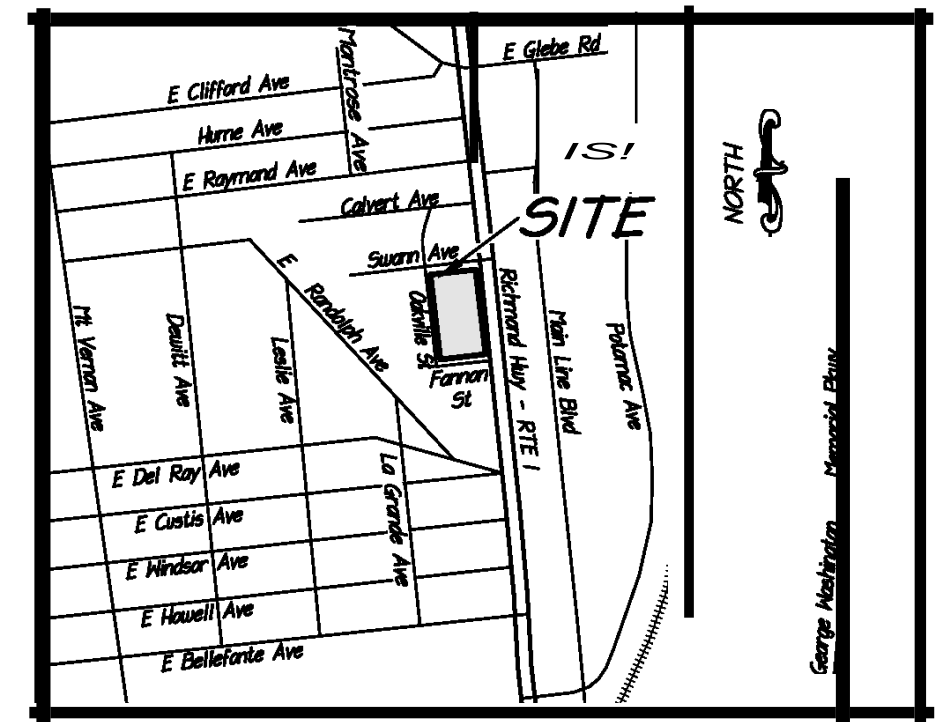 E Glebe Rd
Montrose Ave
E Clifford Ave
Hume Ave
IS!
E Raymond Ave
NORTH
Calvert Ave
SITE
Swann Ave
E Randolph Ave
Oakville St
Richmond Hwy - RTE 1
Mt Vernon Ave
Dewitt Ave
Leslie Ave
Main Line Blvd
Potomac Ave
Fannon
St
E Del Ray Ave
La Grande Ave
E Custis Ave
E Windsor Ave
E Howell Ave
E Bellefonte Ave
George Washington Memorial Pkwy